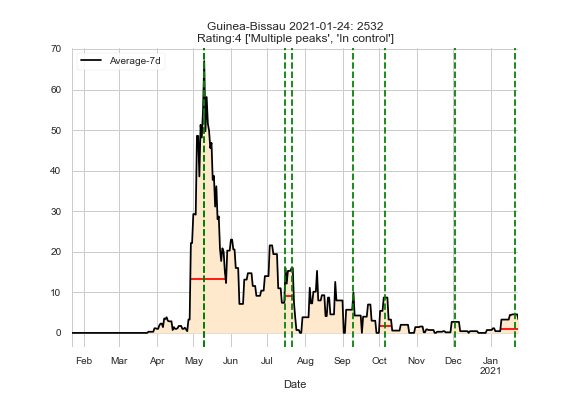 Guinea-Bissau 2021-01-24: 2532
Rating:4 ['Multiple peaks', 'In control']
Average-7d
70
60
50
40
30
20
10
0
Feb Mar Apr May Jun Jul Aug Sep Oct Nov Dec Jan
2021
Date